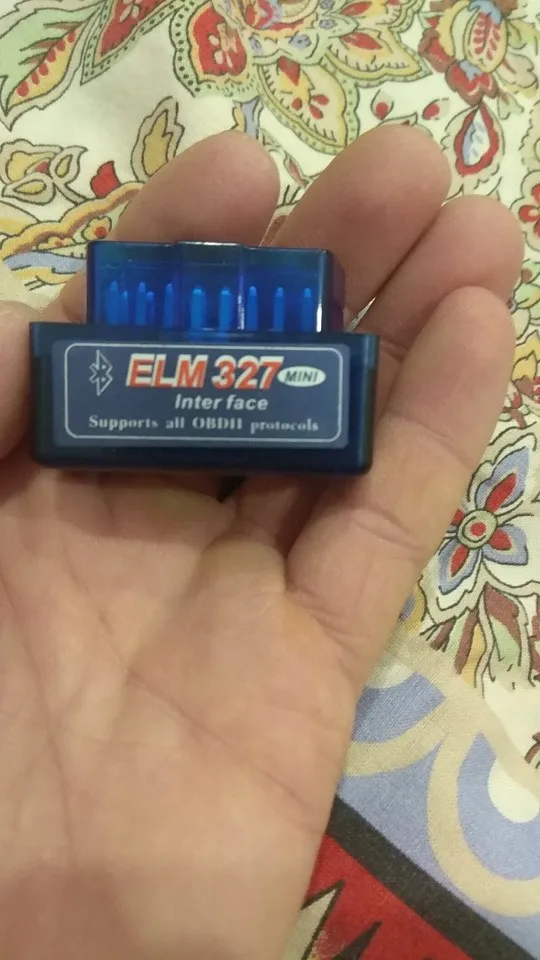 ELM 327 MINI
Inter face
Supports all OBDII protocols